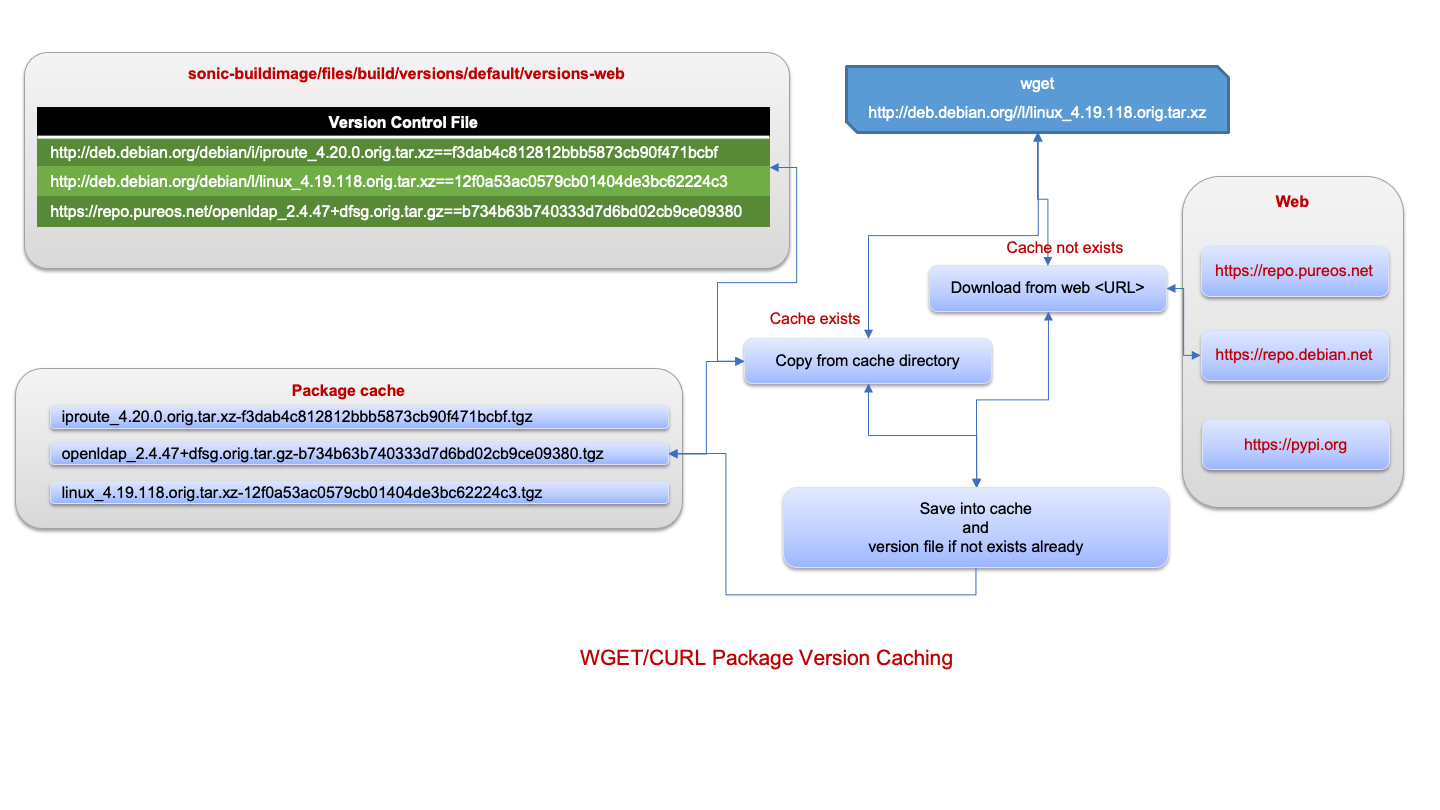 sonic-buildimage/files/build/versions/default/versions-web
Version Control File
http://deb.debian.org/debian/i/iproute_4.20.0.orig.tar.xz==f3dab4c812812bbb5873cb90f471bcbf
http://deb.debian.org/debian/l/linux_4.19.118.orig.tar.xz==12f0a53ac0579cb01404de3bc62224c3
https://repo.pureos.net/openldap_2.4.47+dfsg.orig.tar.gz==b734b63b740333d7d6bd02cb9ce09380
wget
http://deb.debian.org//l/linux_4.19.118.orig.tar.xz
Web
https://repo.pureos.net
https://repo.debian.net
https://pypi.org
Cache not exists
Download from web <URL>
Cache exists
Copy from cache directory
Package cache
iproute_4.20.0.orig.tar.xz-f3dab4c812812bbb5873cb90f471bcbf.tgz
openldap_2.4.47+dfsg.orig.tar.gz-b734b63b740333d7d6bd02cb9ce09380.tgz
linux_4.19.118.orig.tar.xz-12f0a53ac0579cb01404de3bc62224c3.tgz
Save into cache
and
version file if not exists already
WGET/CURL Package Version Caching